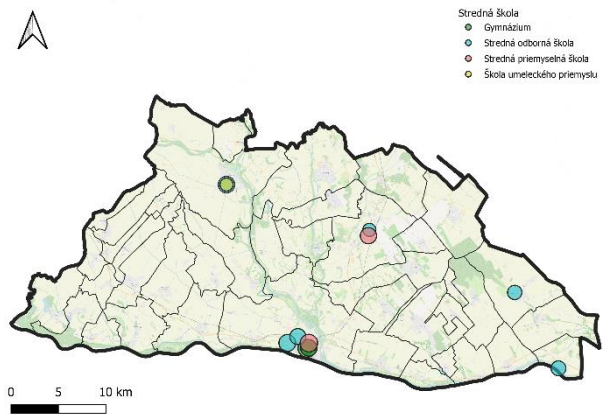 Stredná škola
Gymnázium
Stredná odborná škola
Stredná priemyselná škola
Škola umeleckého priemyslu
0 5 10 km